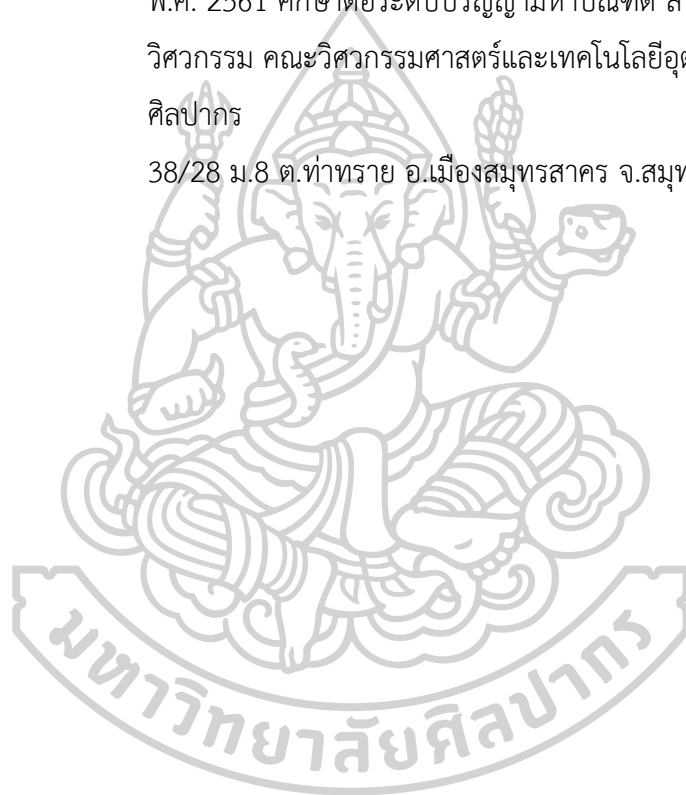 พ.ศ. 2561 ศึกษาต่อระดับปริญญามหาบัณฑิต ส
วิศวกรรม คณะวิศวกรรมศาสตร์และเทคโนโลยีอุต
ศิลปากร
38/28 ม.8 ต.ท่าทราย อ.เมืองสมุทรสาคร จ.สมุท
มหาวิทยาลัยศิลปากร